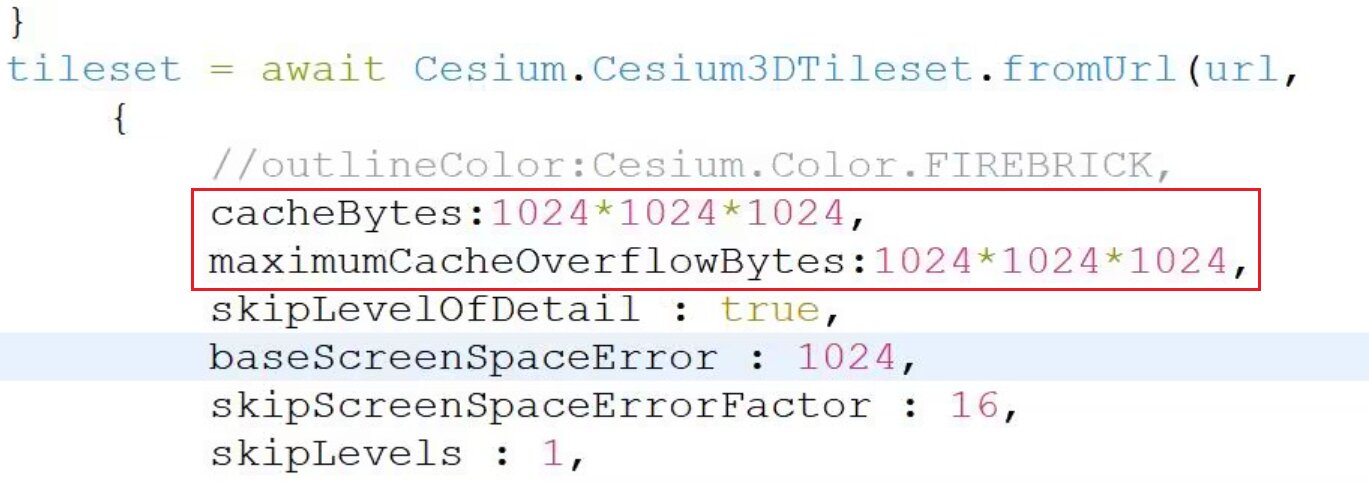 }
tileset = await Cesium.Cesium3DTileset.fromUrl(url,
{
//outlineColor:Cesium.Color.FIREBRICK,
cacheBytes:1024*1024*1024,
maximumCacheOverflowBytes:1024*1024*1024,
skipLevelOfDetail : true,
baseScreenSpaceError : 1024,
skipScreenSpaceErrorFactor : 16,
skipLevels : 1,